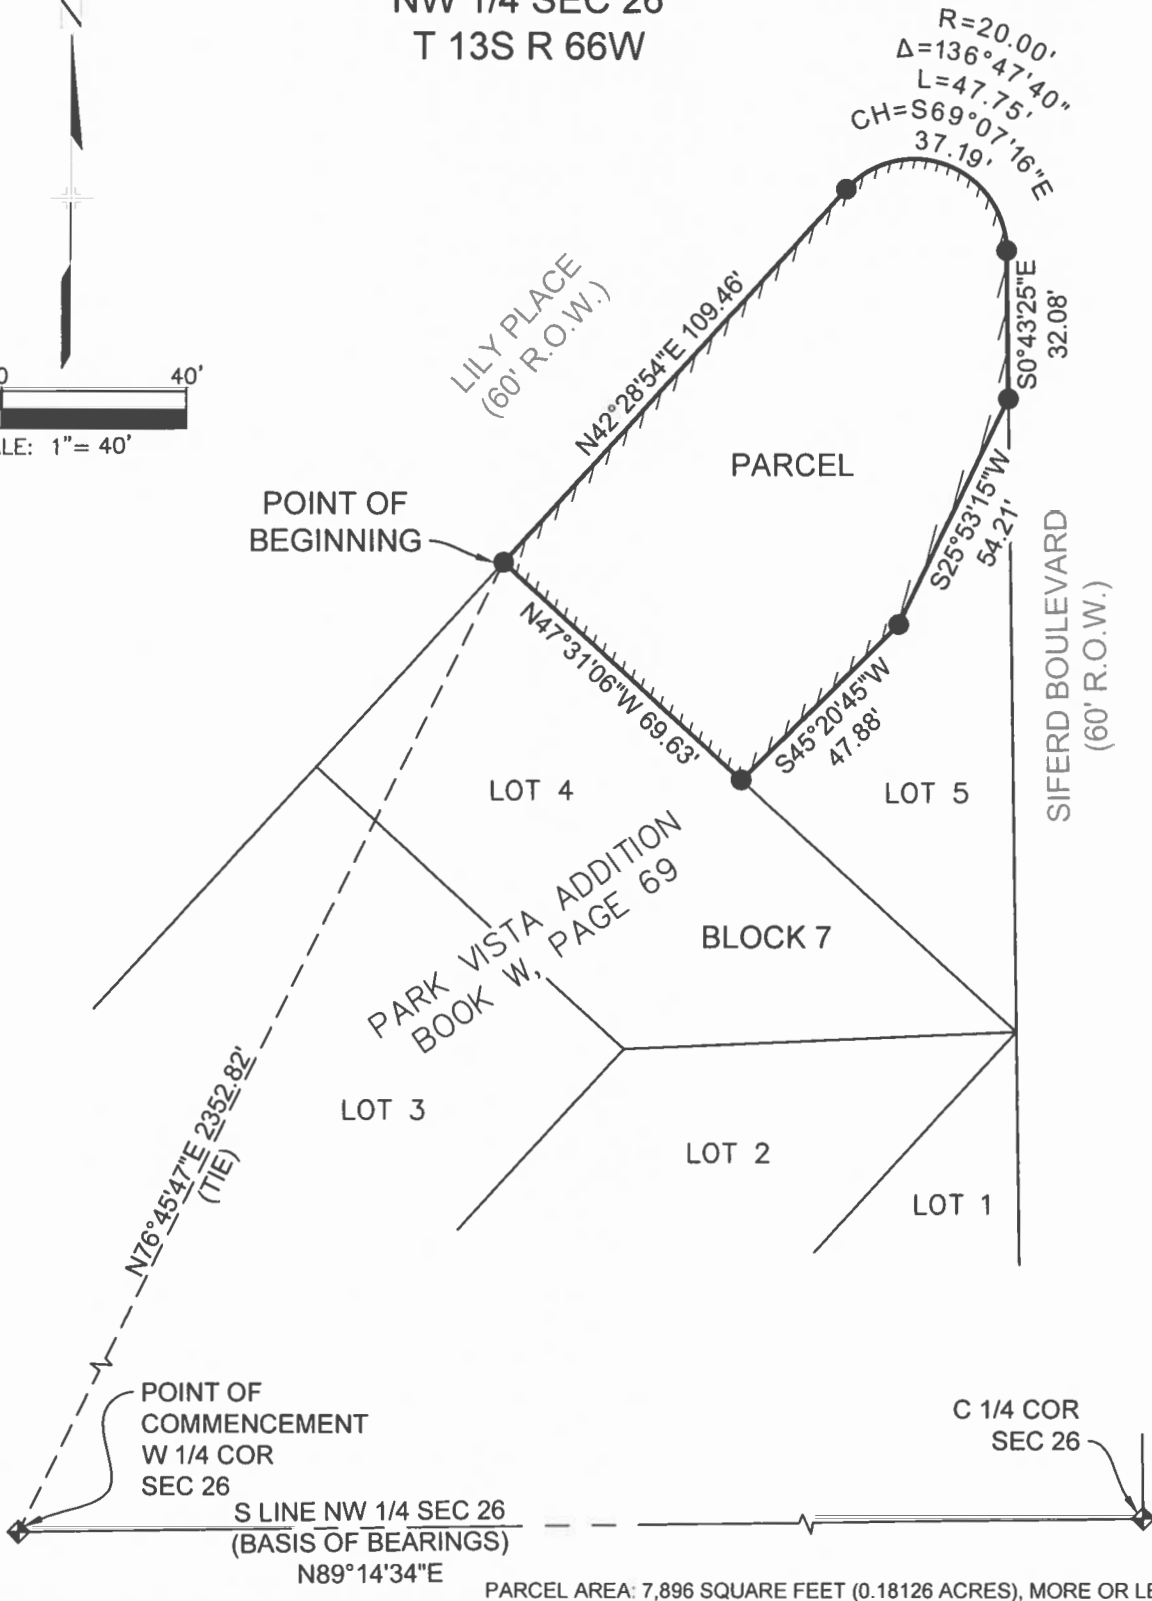 NW 1/4 SEC 26
T 13S R 66W
N
R=20.00'
Δ=136°47'40"
L=47.75'
CH=S69°07'16"E
37.19'
0 40'
1"= 40'
LILY PLACE
(60' R.O.W.)
N42°28'54"E 109.46'
S0°43'25"E
32.08'
PARCEL
POINT OF
BEGINNING
S25°53'15"W
54.21'
SIFERD BOULEVARD
(60' R.O.W.)
N47°31'06"W 69.63'
S45°20'45"W
47.88'
LOT 4
LOT 5
PARK VISTA ADDITION
BOOK W, PAGE 69
BLOCK 7
N76°45'47"E 2352.82'
(TIE)
LOT 3
LOT 2
LOT 1
POINT OF
COMMENCEMENT
W 1/4 COR
SEC 26
C 1/4 COR
SEC 26
S LINE NW 1/4 SEC 26
(BASIS OF BEARINGS)
N89°14'34"E
PARCEL AREA: 7,896 SQUARE FEET (0.18126 ACRES), MORE OR LE